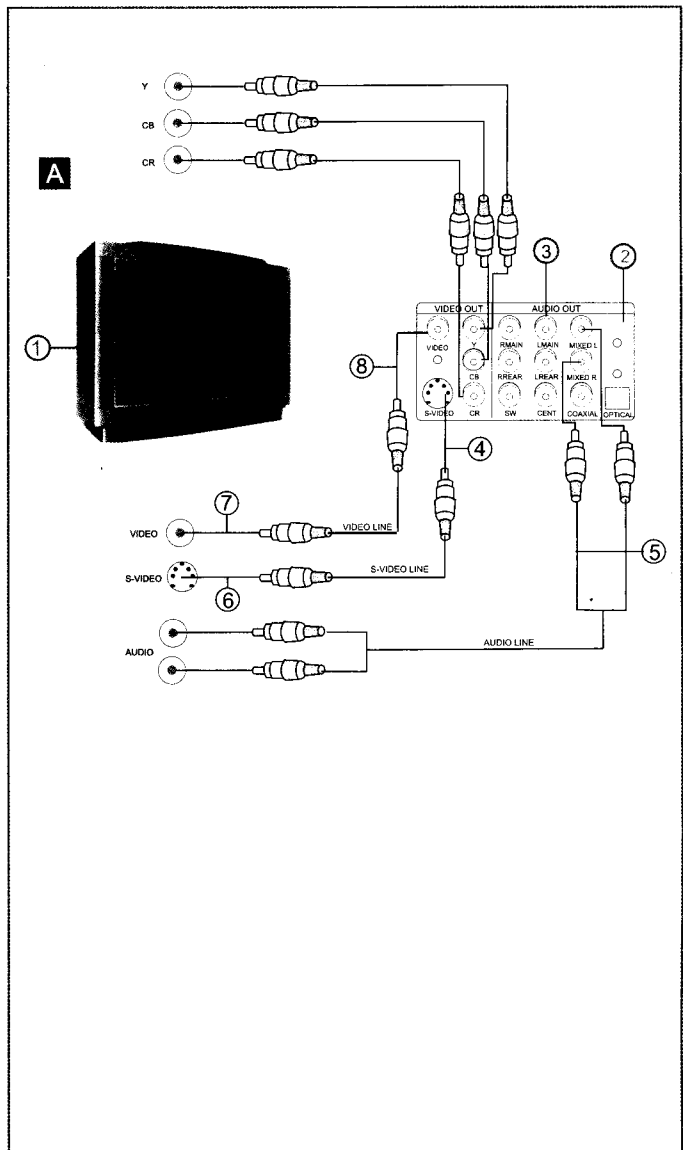 Y
CB
CR
A
1
3
2
VIDEO OUT AUDIO OUT
VIDEO Y RMAIN LMAIN MIXED L
CB RREAR LREAR MIXED R
S-VIDEO CR SW CENT COAXIAL OPTICAL
8
4
7
VIDEO VIDEO LINE
5
S-VIDEO S-VIDEO LINE
6
AUDIO AUDIO LINE